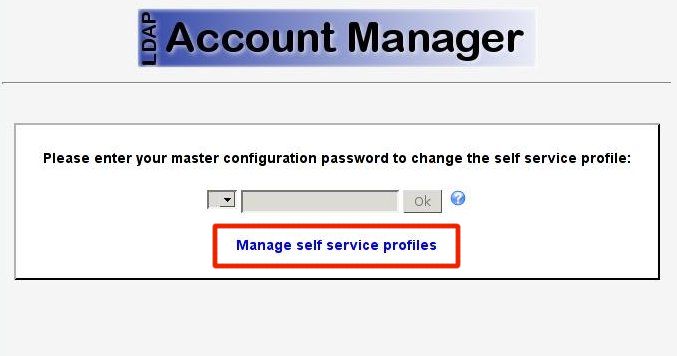 LDAP
Account Manager
Please enter your master configuration password to change the self service profile:
Ok
?
Manage self service profiles